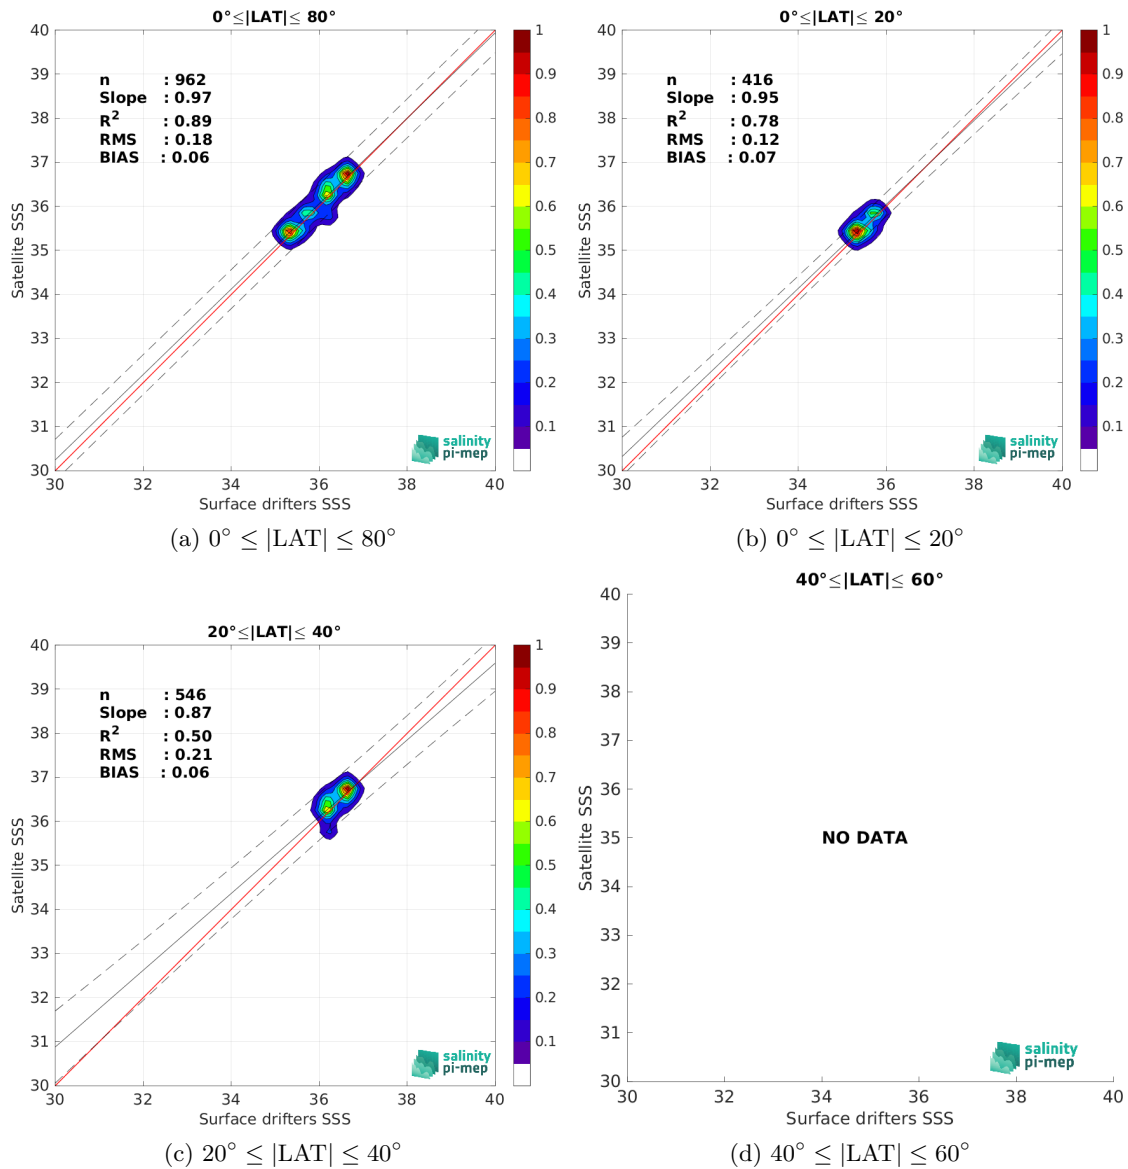 0°≤|LAT|≤ 80°
40
39
38
37
36
35
34
33
32
31
30
30 32 34 36 38 40
Satellite SSS
Surface drifters SSS
n : 962
Slope : 0.97
R² : 0.89
RMS : 0.18
BIAS : 0.06
1
0.9
0.8
0.7
0.6
0.5
0.4
0.3
0.2
0.1
salinity
pi-mep
(a) 0° ≤ |LAT| ≤ 80°
0°≤|LAT|≤ 20°
40
39
38
37
36
35
34
33
32
31
30
30 32 34 36 38 40
Satellite SSS
Surface drifters SSS
n : 416
Slope : 0.95
R² : 0.78
RMS : 0.12
BIAS : 0.07
1
0.9
0.8
0.7
0.6
0.5
0.4
0.3
0.2
0.1
salinity
pi-mep
(b) 0° ≤ |LAT| ≤ 20°
20°≤|LAT|≤ 40°
40
39
38
37
36
35
34
33
32
31
30
30 32 34 36 38 40
Satellite SSS
Surface drifters SSS
n : 546
Slope : 0.87
R² : 0.50
RMS : 0.21
BIAS : 0.06
1
0.9
0.8
0.7
0.6
0.5
0.4
0.3
0.2
0.1
salinity
pi-mep
(c) 20° ≤ |LAT| ≤ 40°
40°≤|LAT|≤ 60°
40
39
38
37
36
35
34
33
32
31
30
30 32 34 36 38 40
Satellite SSS
Surface drifters SSS
NO DATA
salinity
pi-mep
(d) 40° ≤ |LAT| ≤ 60°